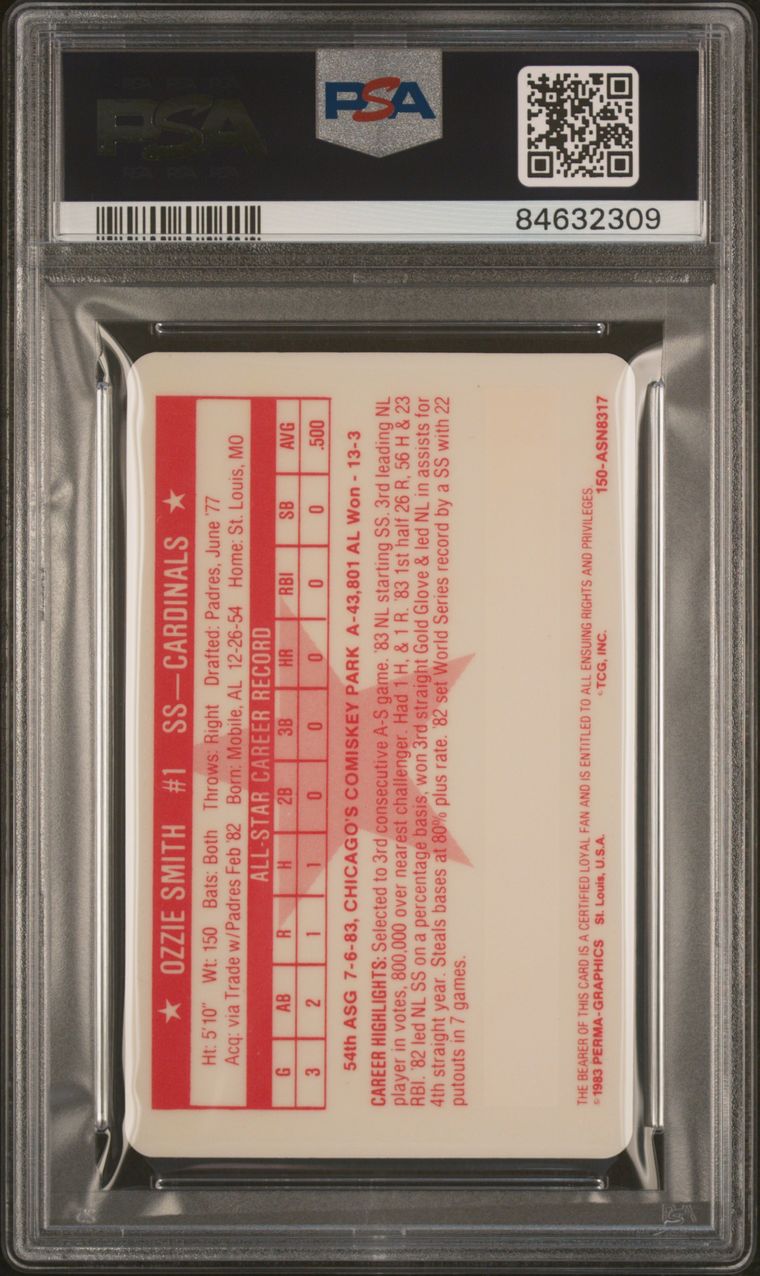 PSA
PSA
84632309
★ OZZIE SMITH #1 SS—CARDINALS ★
Ht: 5'10" Wt: 150 Bats: Both Throws: Right Drafted: Padres, June '77
Acq: via Trade w/Padres Feb '82 Born: Mobile, AL 12-26-54 Home: St. Louis, MO
ALL-STAR CAREER RECORD
G AB R H 2B 3B HR RBI SB AVG
3 2 1 1 0 0 0 0 0 .500
54th ASG 7-6-83, CHICAGO'S COMISKEY PARK A-43,801 AL Won - 13-3
CAREER HIGHLIGHTS: Selected to 3rd consecutive A-S game. '83 NL starting SS. 3rd leading NL
player in votes, 800,000 over nearest challenger. Had 1 H, & 1 R. '83 1st half 26 R, 56 H & 23
RBI. '82 led NL SS on a percentage basis, won 3rd straight Gold Glove & led NL in assists for
4th straight year. Steals bases at 80% plus rate. '82 set World Series record by a SS with 22
putouts in 7 games.
THE BEARER OF THIS CARD IS A CERTIFIED LOYAL FAN AND IS ENTITLED TO ALL ENSUING RIGHTS AND PRIVILEGES
©1983 PERMA-GRAPHICS St. Louis, U.S.A. ©TCG, INC. 150-ASN8317